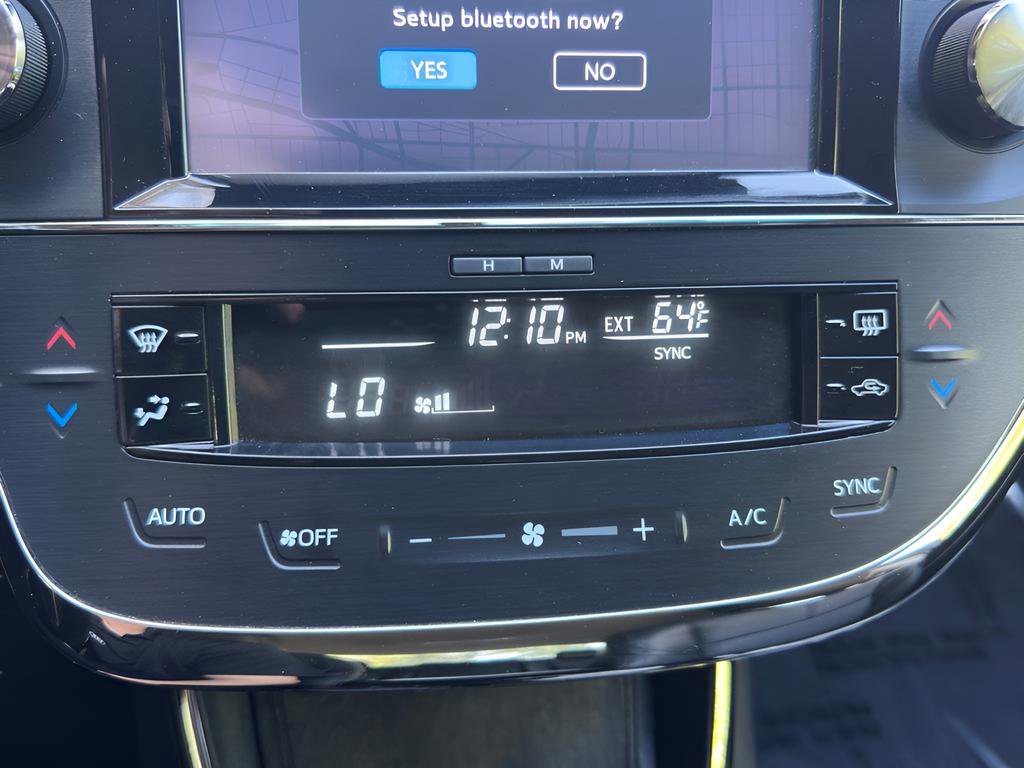 Setup bluetooth now?
YES NO
H M
12:10 PM EXT 64°F
SYNC
LO
SYNC
AUTO OFF - + A/C